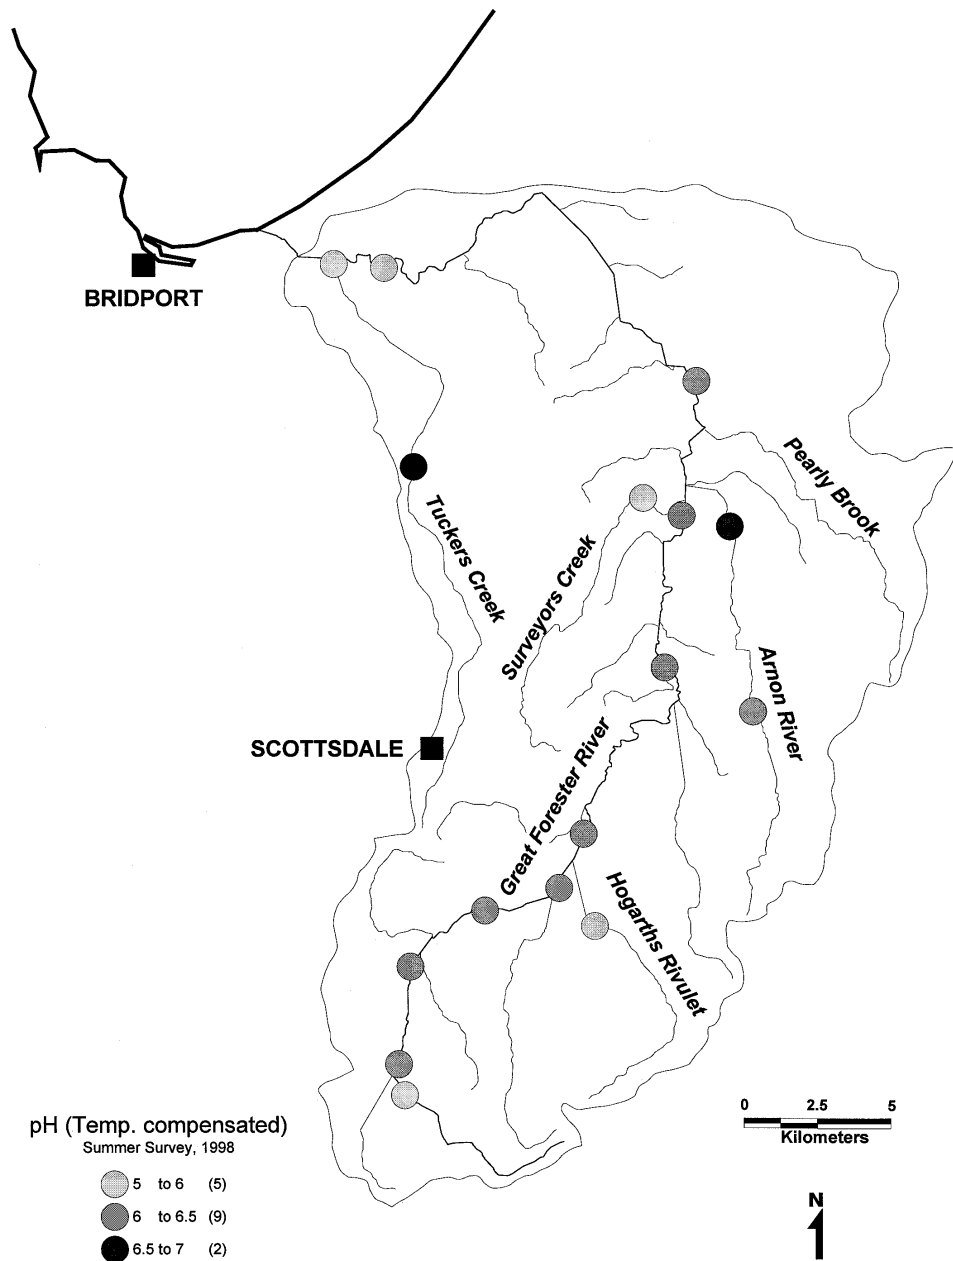 BRIDPORT
Pearly Brook
Tuckers Creek
Surveyors Creek
Arnon River
SCOTTSDALE
Great Forester River
Hogarths Rivulet
pH (Temp. compensated)
Summer Survey, 1998
5 to 6 (5)
6 to 6.5 (9)
6.5 to 7 (2)
0 2.5 5
Kilometers
N